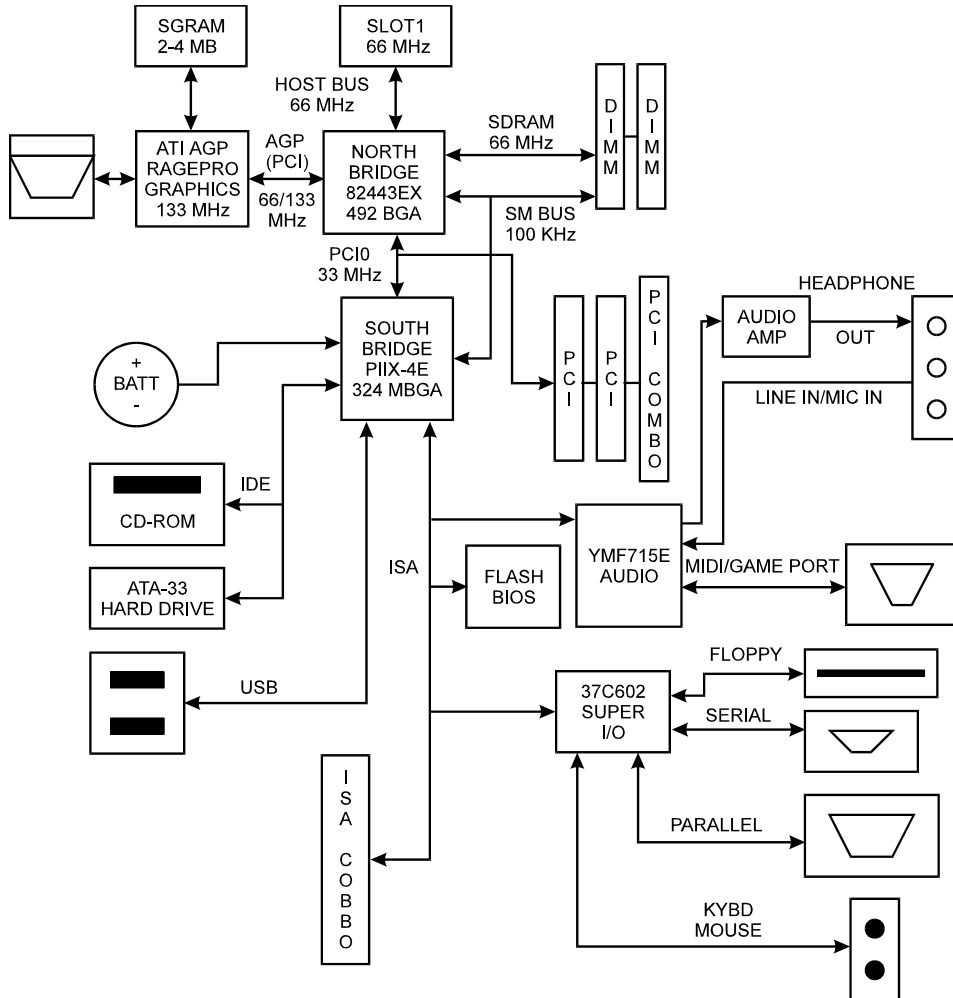 SGRAM
2-4 MB
SLOT1
66 MHz
HOST BUS
66 MHz
D
I
M
M
D
I
M
M
SDRAM
66 MHz
ATI AGP
RAGEPRO
GRAPHICS
133 MHz
AGP
(PCI)
66/133
MHz
NORTH
BRIDGE
82443EX
492 BGA
SM BUS
100 KHz
PCI0
33 MHz
SOUTH
BRIDGE
PIIX-4E
324 MBGA
P
C
I
P
C
I
P
C
I
C
O
M
B
O
HEADPHONE
AUDIO
AMP
OUT
LINE IN/MIC IN
+
BATT
-
IDE
CD-ROM
ATA-33
HARD DRIVE
ISA
FLASH
BIOS
YMF715E
AUDIO
MIDI/GAME PORT
USB
37C602
SUPER
I/O
FLOPPY
SERIAL
PARALLEL
I
S
A
C
O
B
B
O
KYBD
MOUSE